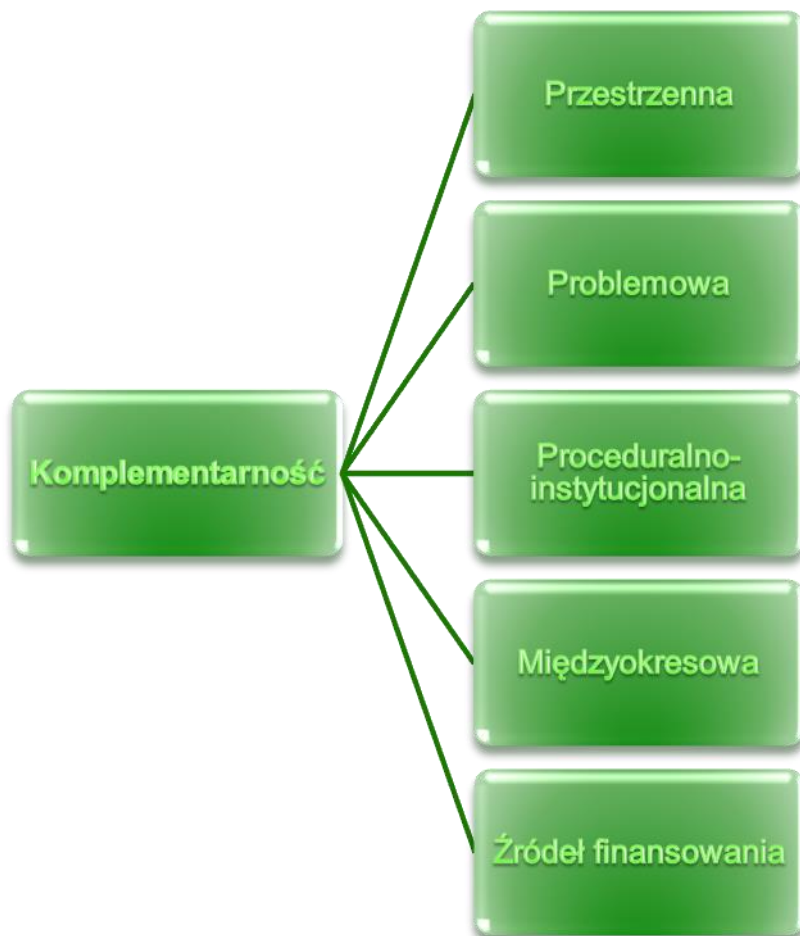 Przestrzenna
Problemowa
Komplementarność
Proceduralno-
instytucjonalna
Międzyokresowa
Źródeł finansowania